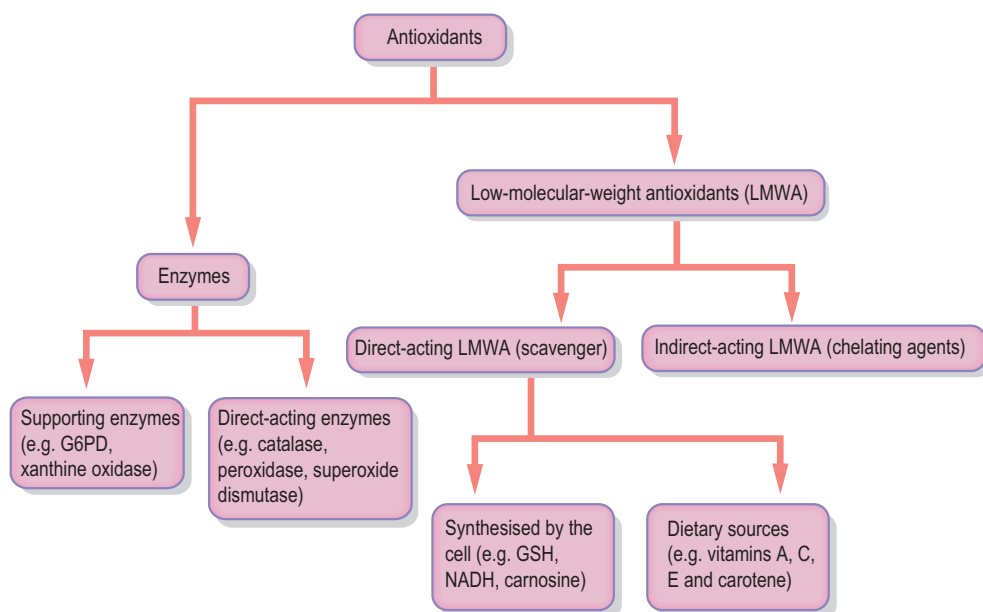 Antioxidants
Low-molecular-weight antioxidants (LMWA)
Enzymes
Direct-acting LMWA (scavenger)
Indirect-acting LMWA (chelating agents)
Supporting enzymes
(e.g. G6PD,
xanthine oxidase)
Direct-acting enzymes
(e.g. catalase,
peroxidase, superoxide
dismutase)
Synthesised by the
cell (e.g. GSH,
NADH, carnosine)
Dietary sources
(e.g. vitamins A, C,
E and carotene)